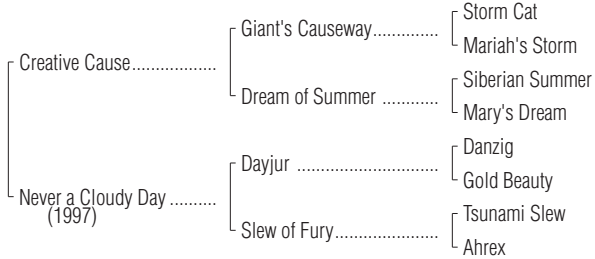 Storm Cat
Giant's Causeway..............
Mariah's Storm
Creative Cause..................
Siberian Summer
Dream of Summer ............
Mary's Dream
Danzig
Dayjur ..............................
Gold Beauty
Never a Cloudy Day ..........
(1997)
Tsunami Slew
Slew of Fury......................
Ahrex